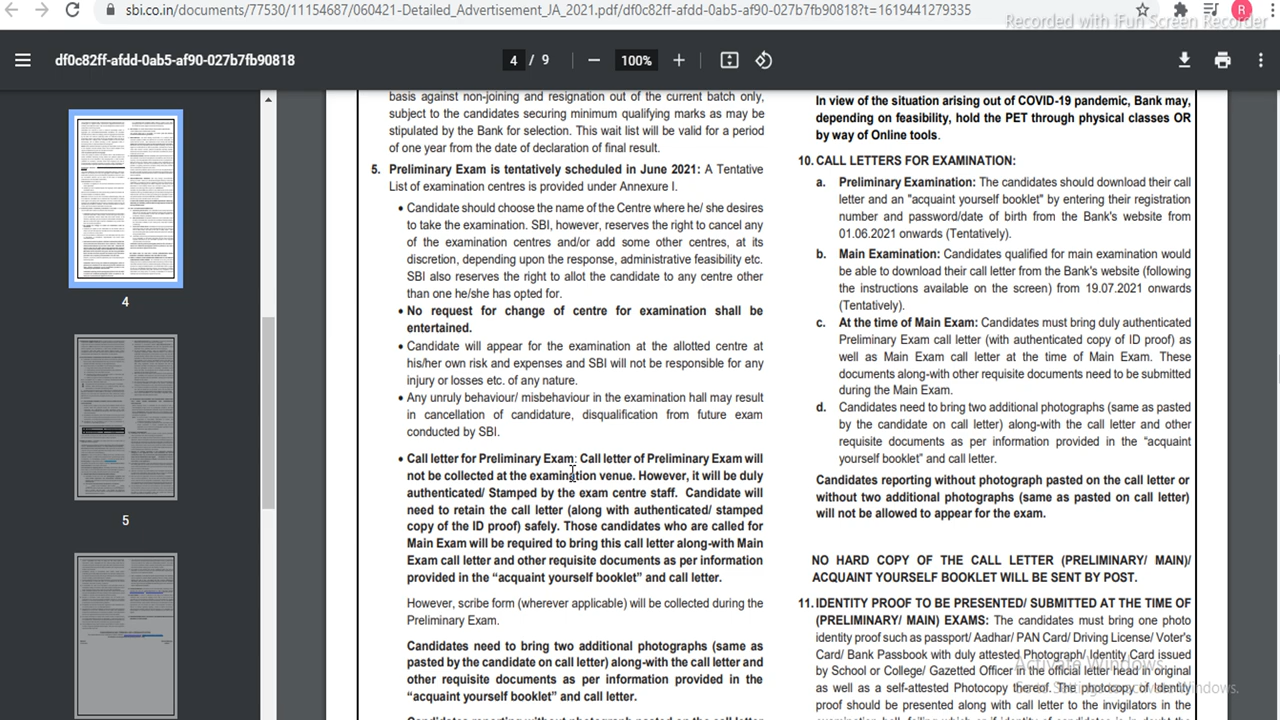 sbi.co.in/documents/77530/11154687/060421-Detailed_Advertisement_JA_2021.pdf/df0c82ff-afdd-0ab5-af90-027b7fb90818?t=1619441279335
R
Recorded with iFun Screen Recorder
df0c82ff-afdd-0ab5-af90-027b7fb90818
4 / 9
100%
4
5
basis against non-joining and resignation out of the current batch only,
subject to the candidates securing minimum qualifying marks as may be
stipulated by the Bank for selection. This wait list will be valid for a period
of one year from the date of declaration of final result.
5. Preliminary Exam is tentatively scheduled in June 2021: A Tentative
List of examination centres is provided under Annexure I.
• Candidate should choose the name of the Centre where he/ she desires
to take the examination. SBI, however, reserves the right to cancel any
of the examination centres and/or add some other centres, at its
discretion, depending upon the response, administrative feasibility etc.
SBI also reserves the right to allot the candidate to any centre other
than one he/she has opted for.
• No request for change of centre for examination shall be
entertained.
• Candidate will appear for the examination at the allotted centre at
his/her own risk and expenses and SBI will not be responsible for any
injury or losses etc. of any nature.
• Any unruly behaviour/ misbehaviour in the examination hall may result
in cancellation of candidature, disqualification from future exam
conducted by SBI.
• Call letter for Preliminary: Call letter of Preliminary Exam will
not be collected at the examination venue. However, it will be duly
authenticated/ Stamped by the exam centre staff. Candidate will
need to retain the call letter (along with authenticated/ stamped
copy of the ID proof) safely. Those candidates who are called for
Main Exam will be required to bring this call letter along-with Main
Exam call letter and other requisite documents as per information
provided in the “acquaint yourself booklet” and call letter.
However, scribe form (wherever applicable) will be collected during the
Preliminary Exam.
Candidates need to bring two additional photographs (same as
pasted by the candidate on call letter) along-with the call letter and
other requisite documents as per information provided in the
“acquaint yourself booklet” and call letter.
Candidates reporting without photograph pasted on the call letter
In view of the situation arising out of COVID-19 pandemic, Bank may,
depending on feasibility, hold the PET through physical classes OR
by way of Online tools.
10. CALL LETTERS FOR EXAMINATION:
a. Preliminary Examination: The candidates should download their call
letter and an "acquaint yourself booklet" by entering their registration
number and password/date of birth from the Bank's website from
01.06.2021 onwards (Tentatively).
b. Main Examination: Candidates qualified for main examination would
be able to download their call letter from the Bank's website (following
the instructions available on the screen) from 19.07.2021 onwards
(Tentatively).
c. At the time of Main Exam: Candidates must bring duly authenticated
Preliminary Exam call letter (with authenticated copy of ID proof) as
well as Main Exam call letter at the time of Main Exam. These
documents along-with other requisite documents need to be submitted
during the Main Exam.
d. Candidates need to bring two additional photographs (same as pasted
by the candidate on call letter) along-with the call letter and other
requisite documents as per information provided in the “acquaint
yourself booklet” and call letter.
Candidates reporting without photograph pasted on the call letter or
without two additional photographs (same as pasted on call letter)
will not be allowed to appear for the exam.
NO HARD COPY OF THE CALL LETTER (PRELIMINARY/ MAIN)/
ACQUAINT YOURSELF BOOKLET WILL BE SENT BY POST.
11. IDENTITY PROOF TO BE PRESENTED/ SUBMITTED AT THE TIME OF
(PRELIMINARY/ MAIN) EXAMS: The candidates must bring one photo
identity proof such as passport/ Aadhar/ PAN Card/ Driving License/ Voter's
Card/ Bank Passbook with duly attested Photograph/ Identity Card issued
by School or College/ Gazetted Officer in the official letter head in original
as well as a self-attested Photocopy thereof. The photocopy of Identity
proof should be presented along with call letter to the invigilators in the
examination hall, failing which or if identity of candidates is in doubt the
Activate Windows
Go to Settings to activate Windows.